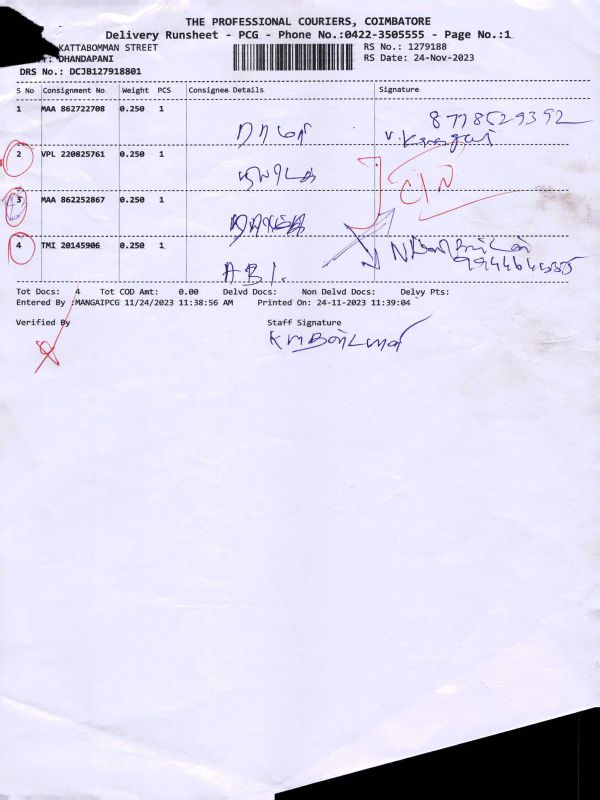 THE PROFESSIONAL COURIERS, COIMBATORE
Delivery Runsheet - PCG - Phone No.:0422-3505555 - Page No.:1
KATTABOMMAN STREET
RS No.: 1279188
: DHANDAPANI
RS Date: 24-Nov-2023
DRS No.: DCJB127918801
S No Consignment No Weight PCS Consignee Details Signature
1 MAA 862722708 0.250 1
8778529392
2 VPL 220825761 0.250 1
3 MAA 862252867 0.250 1
4 TMI 20145906 0.250 1
A.B.I.
Tot Docs: 4 Tot COD Amt: 0.00 Delvd Docs: Non Delvd Docs: Delvy Pts:
Entered By :MANGAIPCG 11/24/2023 11:38:56 AM Printed On: 24-11-2023 11:39:04
Verified By Staff Signature